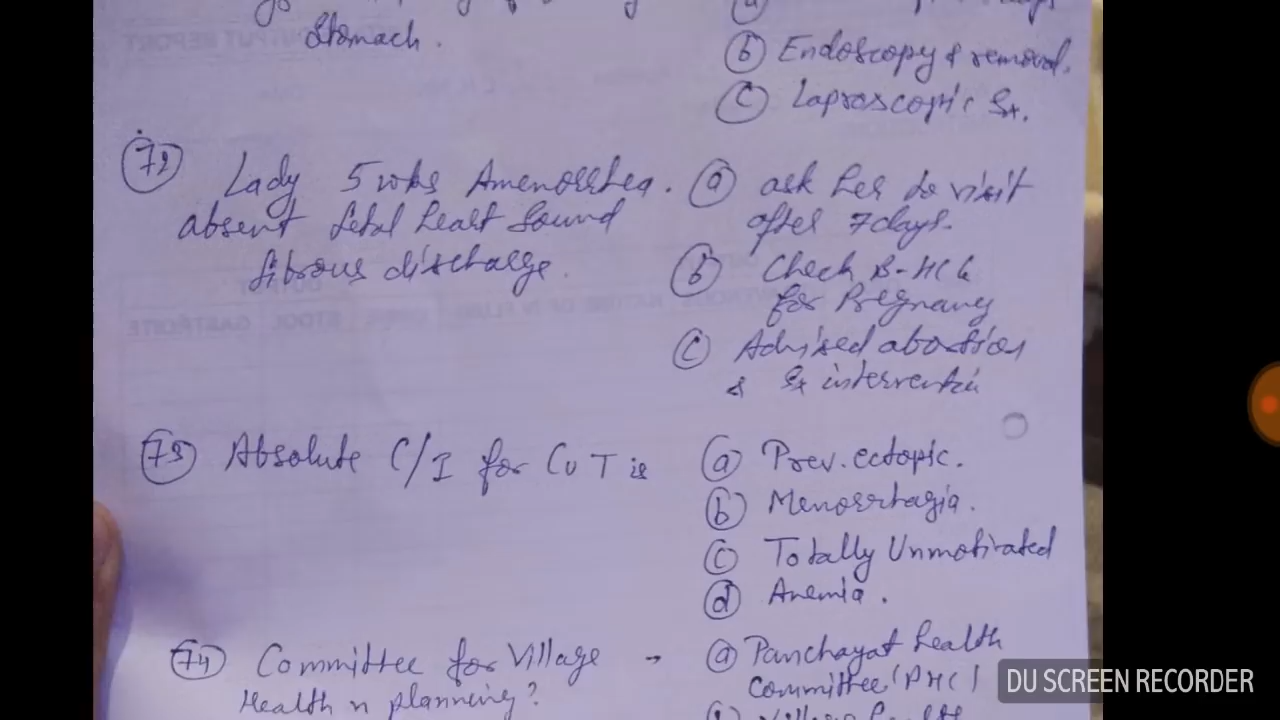 Stomach.
(b) Endoscopy & removal.
(c) Laproscopic Sx.
(72) Lady 5 wks Amenorrhea.
absent fetal heart sound
fibrous discharge.
(a) ask her to visit
after 7 days.
(b) Check B-HCG
for Pregnancy
(c) Advised abortion
& Sx intervention
(73) Absolute C/I for Cu T is
(a) Prev. ectopic.
(b) Menorrhagia.
(c) Totally Unmotivated
(d) Anemia.
(74) Committee for Village
Health n planning?
(a) Panchayat health
committee (PHC)
DU SCREEN RECORDER